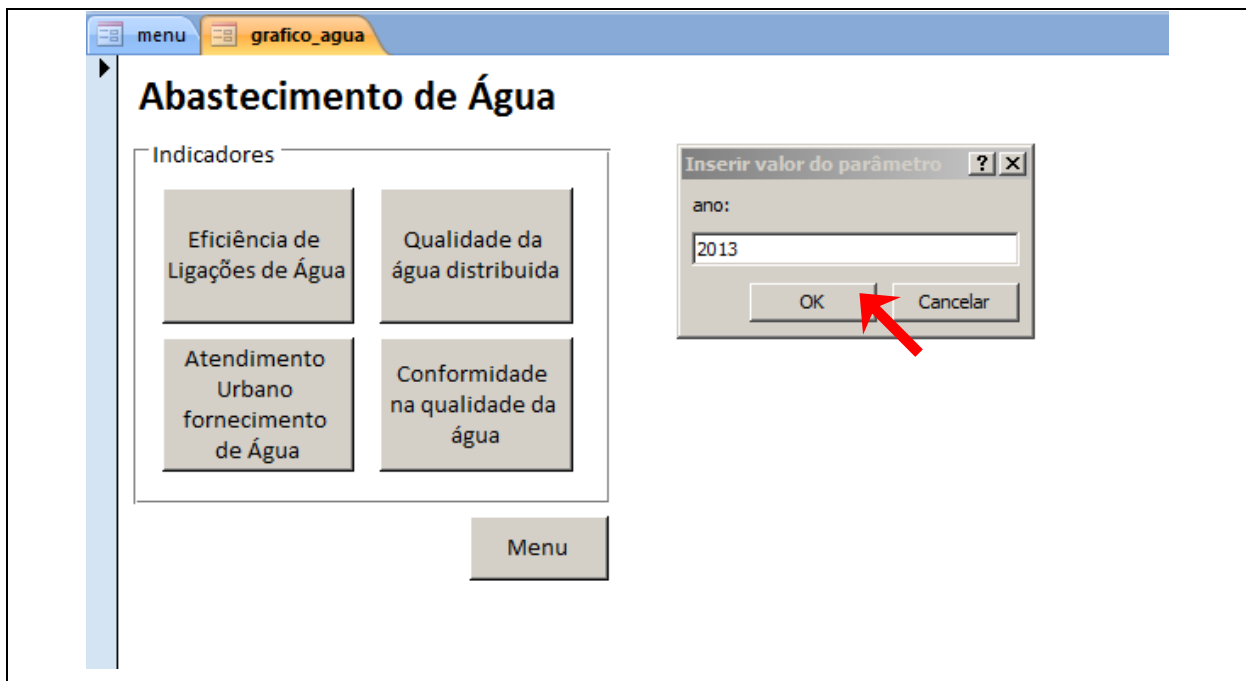 menu
grafico_agua
Abastecimento de Água
Indicadores
Eficiência de
Ligações de Água
Qualidade da
água distribuida
Atendimento
Urbano
fornecimento
de Água
Conformidade
na qualidade da
água
Menu
Inserir valor do parâmetro
ano:
2013
OK
Cancelar